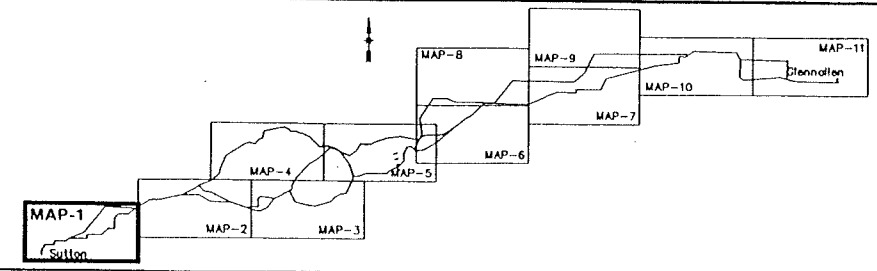 MAP-8
MAP-9
MAP-11
Glennallen
MAP-10
MAP-7
MAP-6
MAP-4
MAP-5
MAP-1
MAP-2
MAP-3
Sutton